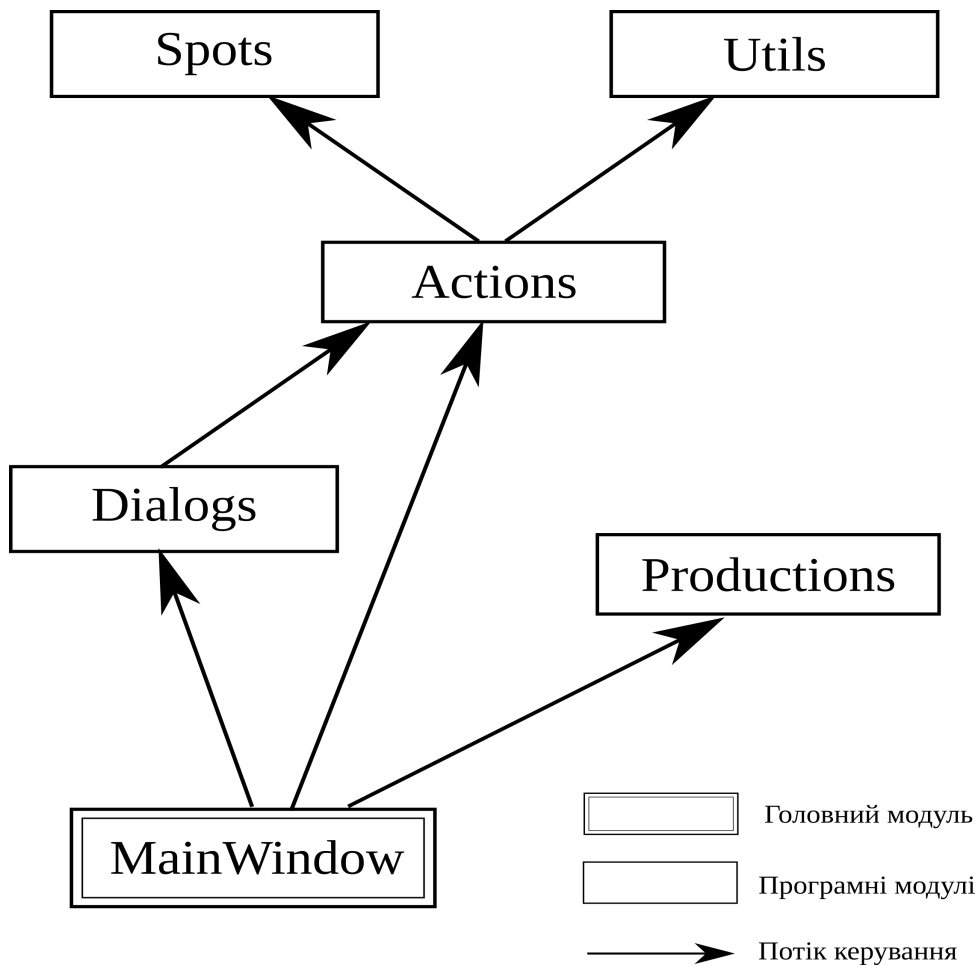 Spots
Utils
Actions
Dialogs
Productions
MainWindow
Головний модуль
Програмні модулі
Потік керування